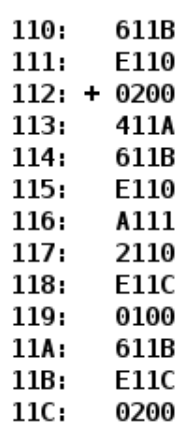 110: 611B
111: E110
112: + 0200
113: 411A
114: 611B
115: E110
116: A111
117: 2110
118: E11C
119: 0100
11A: 611B
11B: E11C
11C: 0200